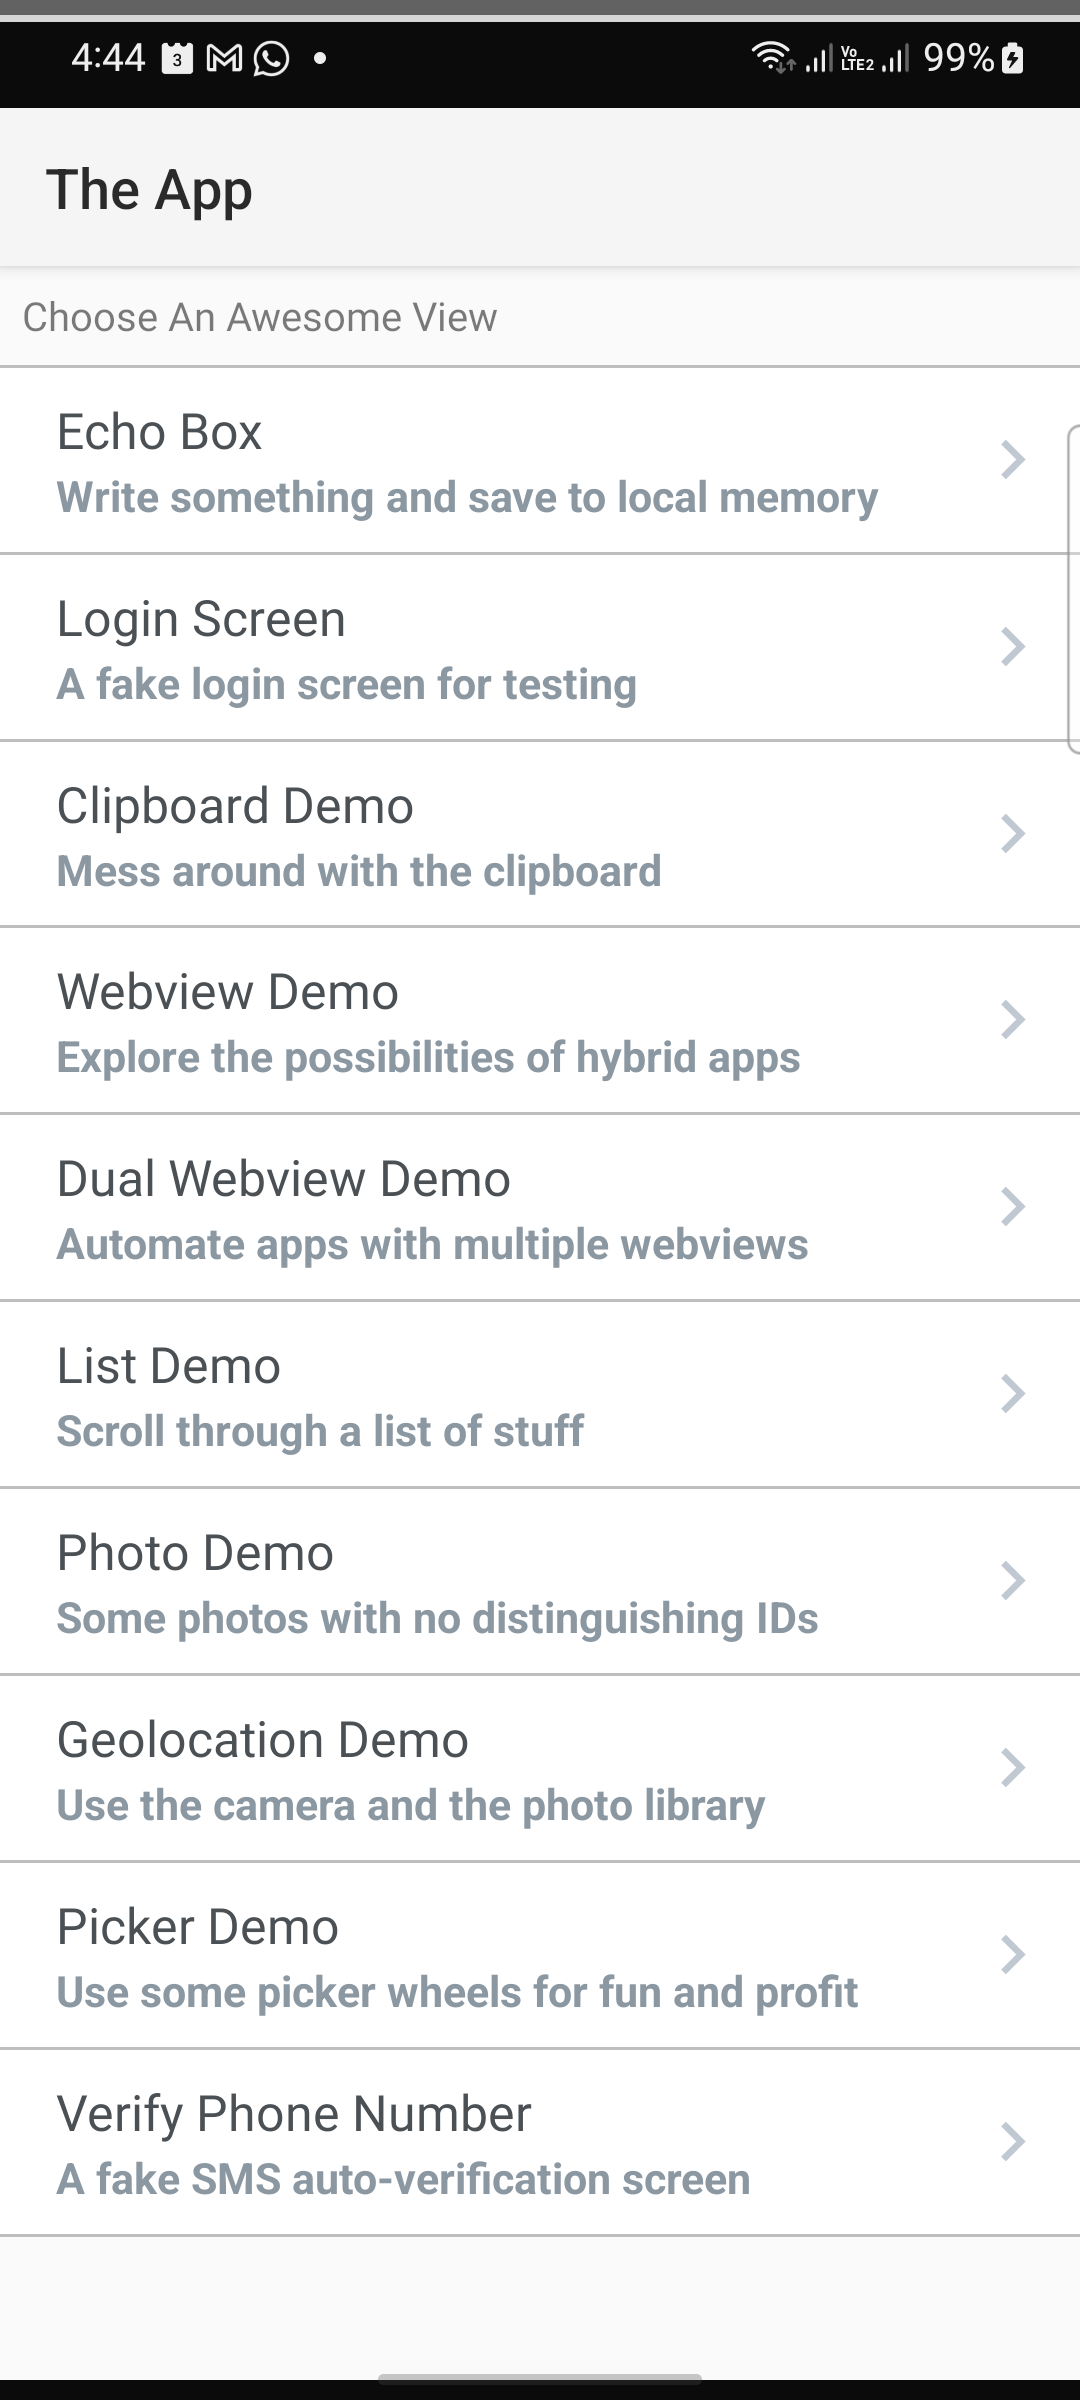 4:44 3 Vo LTE2 99%
The App
Choose An Awesome View
Echo Box
Write something and save to local memory
Login Screen
A fake login screen for testing
Clipboard Demo
Mess around with the clipboard
Webview Demo
Explore the possibilities of hybrid apps
Dual Webview Demo
Automate apps with multiple webviews
List Demo
Scroll through a list of stuff
Photo Demo
Some photos with no distinguishing IDs
Geolocation Demo
Use the camera and the photo library
Picker Demo
Use some picker wheels for fun and profit
Verify Phone Number
A fake SMS auto-verification screen